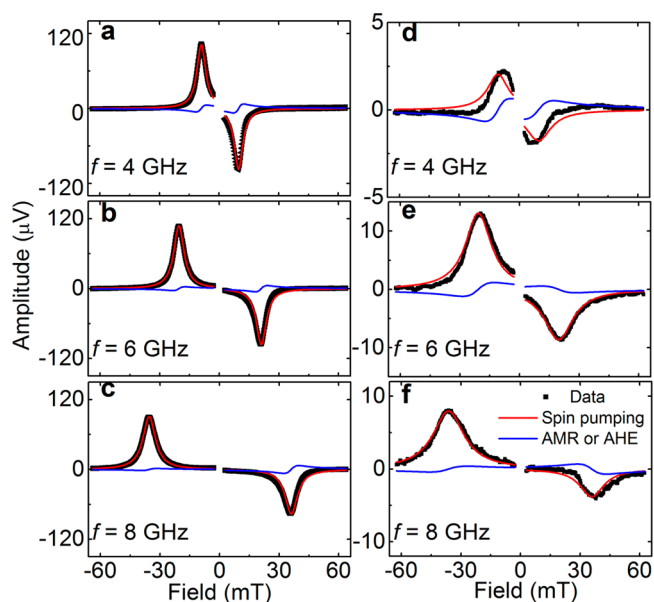 Amplitude (μV)
a
120
0
-120
f = 4 GHz
b
120
0
-120
f = 6 GHz
c
120
0
-120
f = 8 GHz
-60 -30 0 30 60
Field (mT)
d
5
0
5
f = 4 GHz
e
10
0
-10
f = 6 GHz
f
10
0
-10
Data
Spin pumping
AMR or AHE
f = 8 GHz
-60 -30 0 30 60
Field (mT)